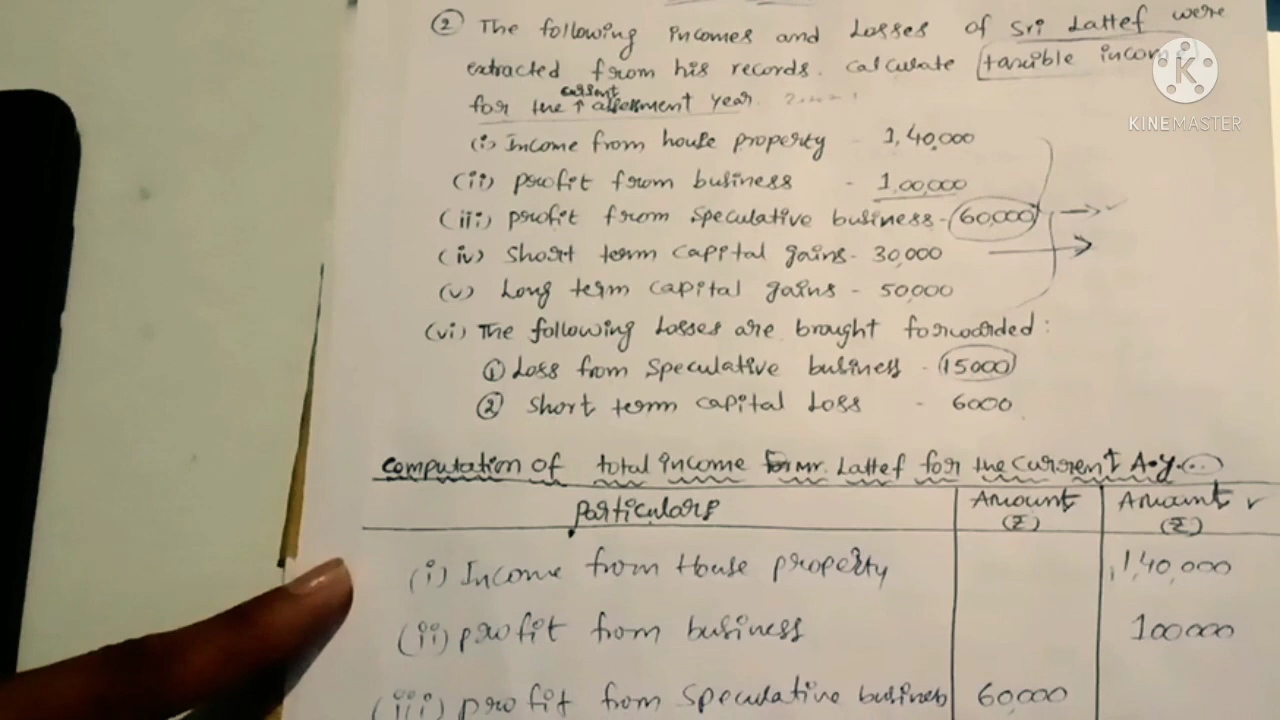 ② The following incomes and Losses of Sri Lattef were
extracted from his records. calculate taxible incom
for the ↑ current assessment year.
(i) Income from house property - 1,40,000
(ii) profit from business - 1,00,000
(iii) profit from speculative business - 60,000
(iv) short term capital gains - 30,000
(v) Long term capital gains - 50,000
(vi) The following Losses are brought forwarded :
① Loss from speculative business - 15000
② short term capital Loss - 6000
computation of total income for Mr. Lattef for the current A.y...
particulars Amount (₹) Amount (₹)
(i) Income from House property 1,40,000
(ii) profit from business 100000
(iii) profit from speculative business 60,000
K
KINEMASTER